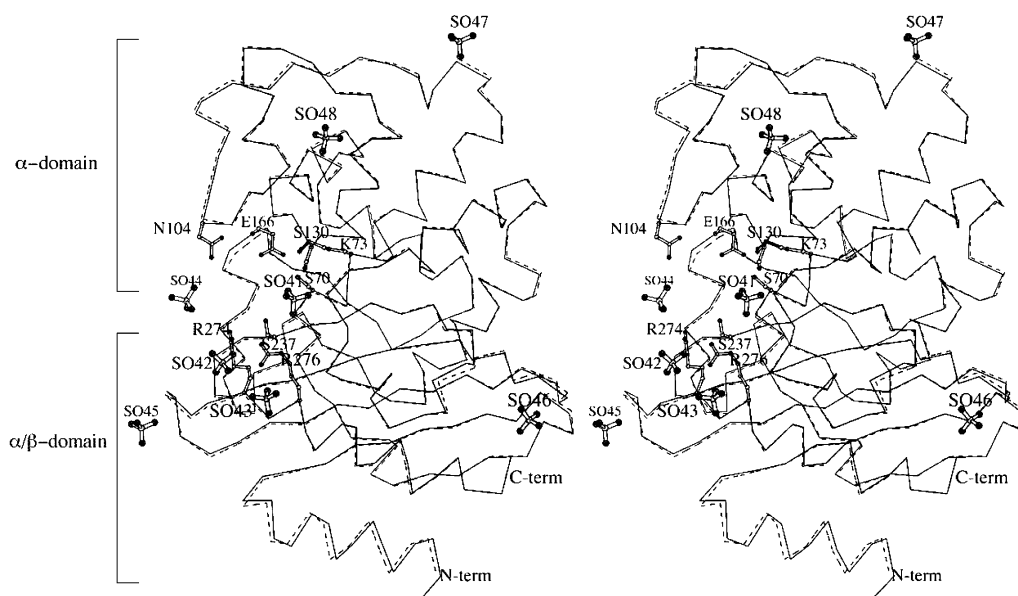 SO47
SO47
SO48
SO48
α-domain
N104
E166
S130
K73
N104
E166
S130
K73
SO44
SO41
S70
SO44
SO41
S70
R274
S237
R274
S237
SO42
R276
SO42
R276
SO45
SO43
SO46
SO45
SO43
SO46
α/β-domain
C-term
C-term
N-term
N-term